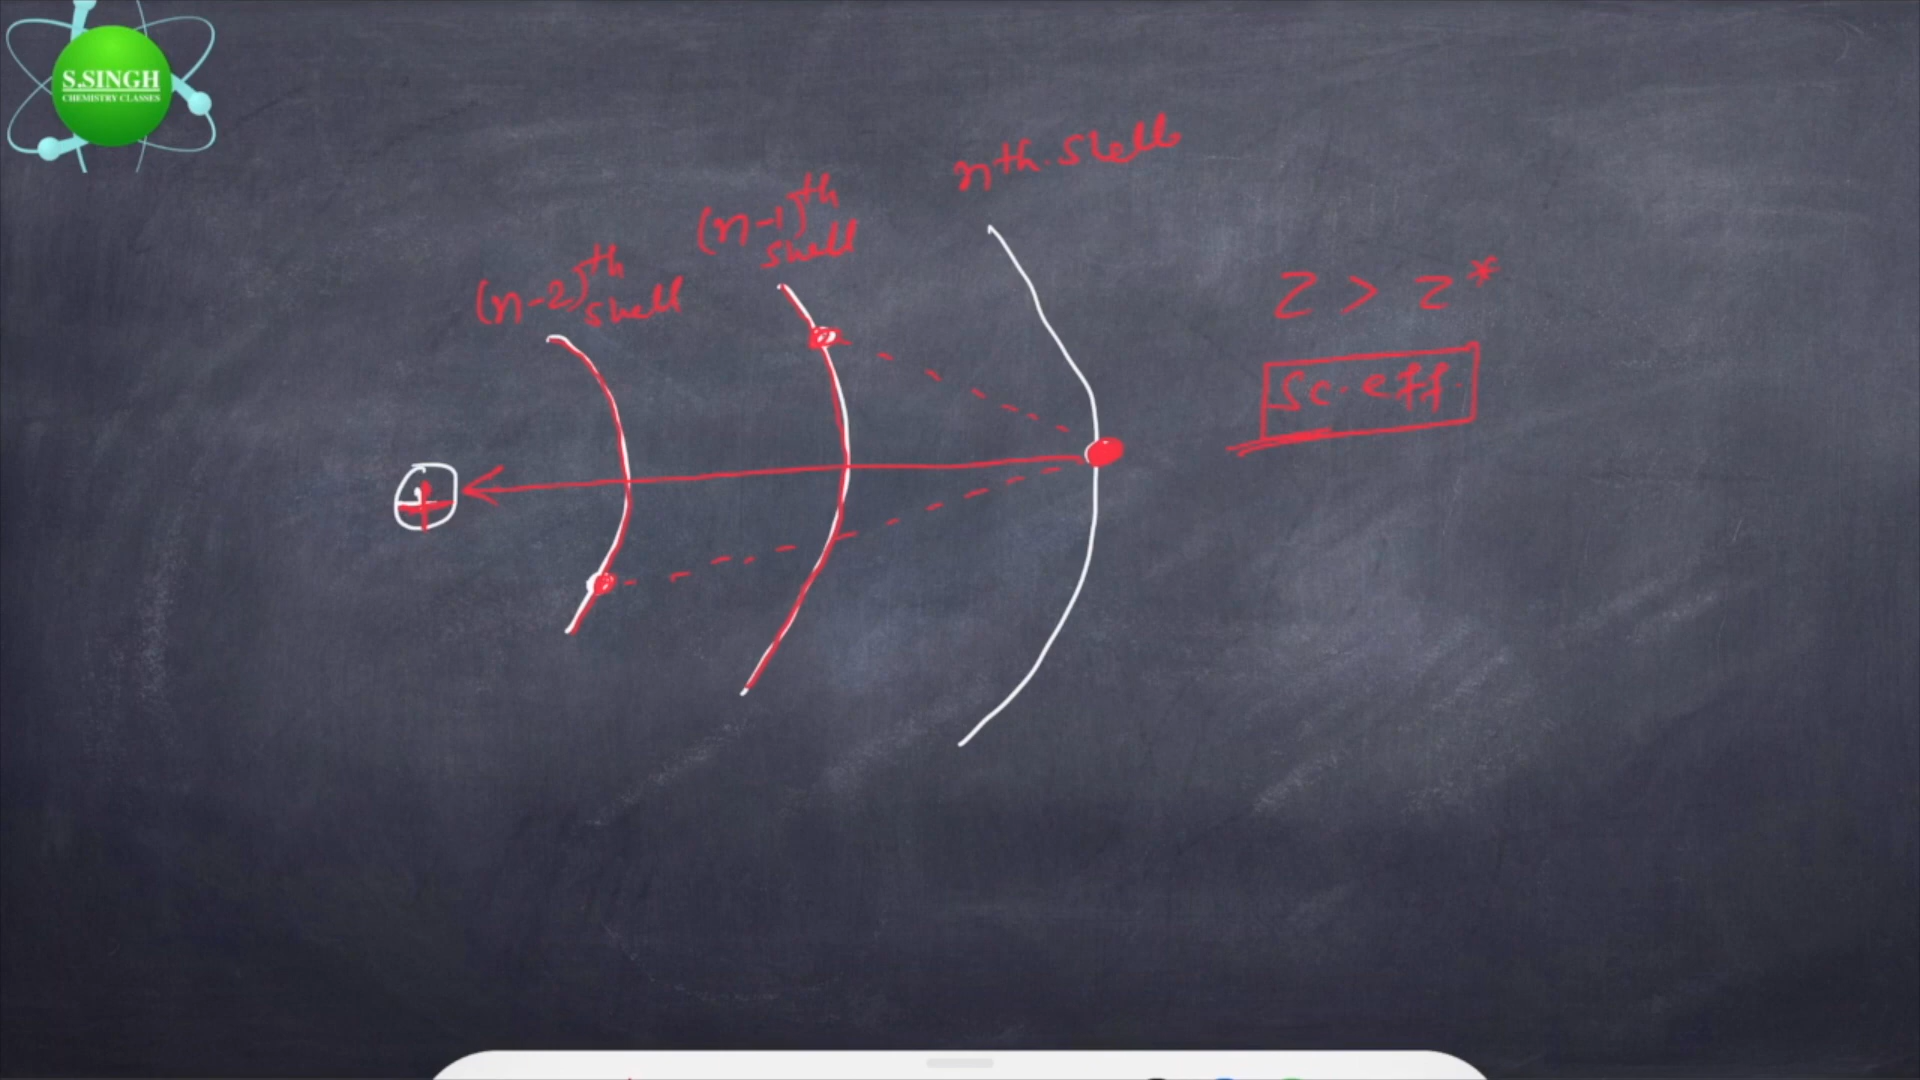 S.SINGH
CHEMISTRY CLASSES
nth. shell
(n-1)th
shell
(n-2)th
shell
Z > Z*
Sc. eff.
+